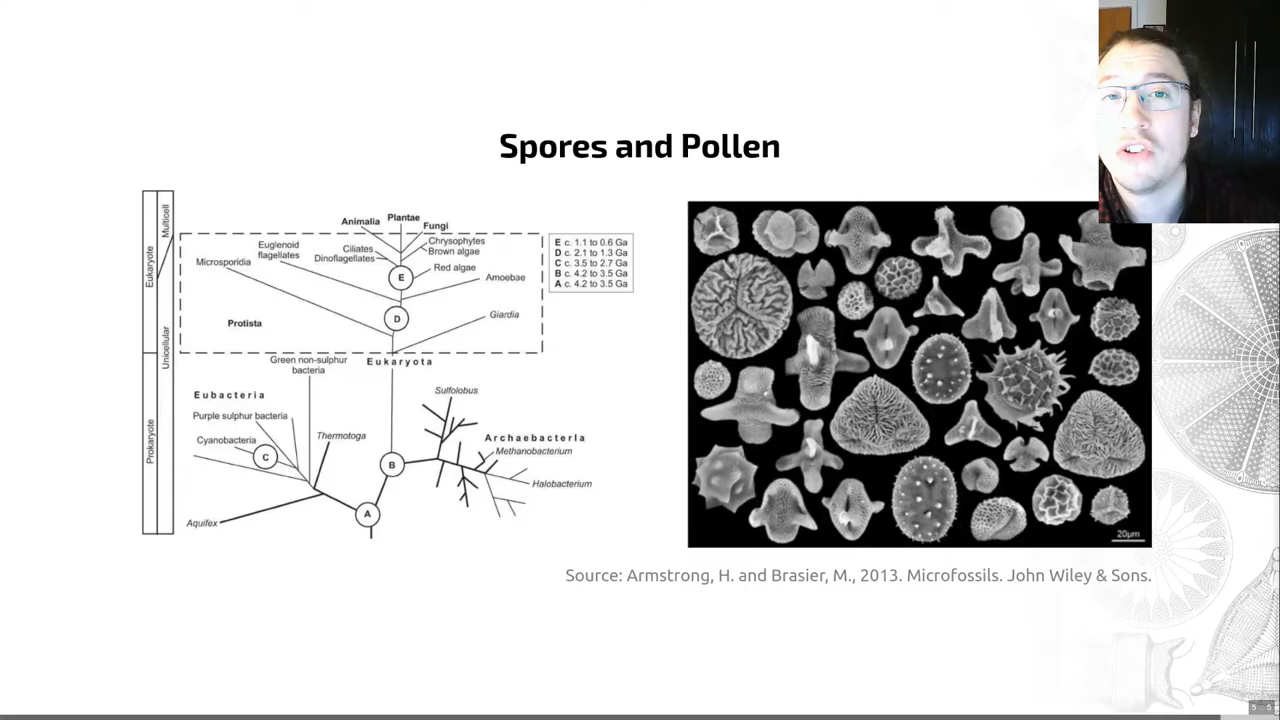 Spores and Pollen
Eukaryote
Multicell
Unicellular
Prokaryote
Animalia
Plantae
Fungi
Euglenoid
flagellates
Ciliates
Dinoflagellates
Chrysophytes
Brown algae
Microsporidia
Red algae
Amoebae
E
D
Giardia
Protista
E c. 1.1 to 0.6 Ga
D c. 2.1 to 1.3 Ga
C c. 3.5 to 2.7 Ga
B c. 4.2 to 3.5 Ga
A c. 4.2 to 3.5 Ga
Green non-sulphur
bacteria
Eukaryota
Eubacteria
Purple sulphur bacteria
Cyanobacteria
C
Thermotoga
Sulfolobus
Archaebacteria
Methanobacterium
Halobacterium
B
A
Aquifex
20µm
Source: Armstrong, H. and Brasier, M., 2013. Microfossils. John Wiley & Sons.
5 5